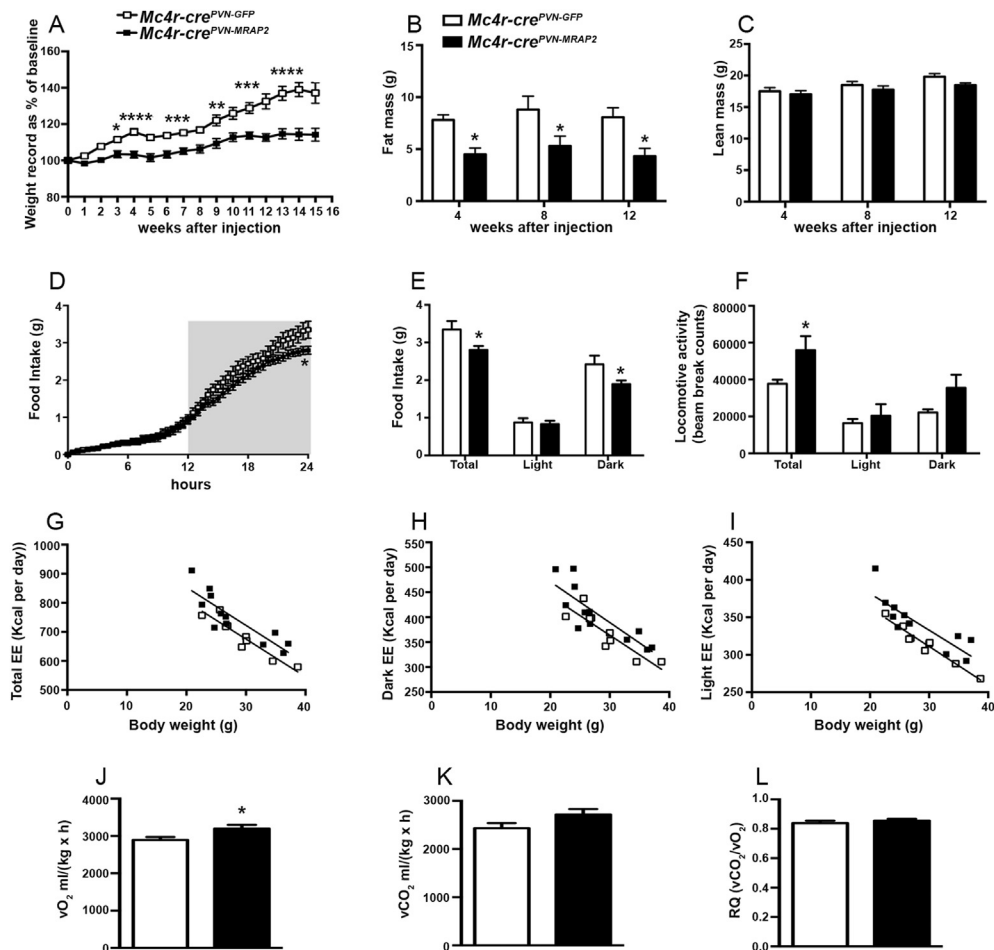 A
Mc4r-cre^PVN-GFP
Mc4r-cre^PVN-MRAP2
Weight record as % of baseline
160
140
120
100
80
* **** *** ** *** ****
0 1 2 3 4 5 6 7 8 9 10 11 12 13 14 15 16
weeks after injection
B
Mc4r-cre^PVN-GFP
Mc4r-cre^PVN-MRAP2
Fat mass (g)
15
10
5
0
* * *
4 8 12
weeks after injection
C
Lean mass (g)
30
25
20
15
10
5
0
4 8 12
weeks after injection
D
Food Intake (g)
4
3
2
1
0
*
0 6 12 18 24
hours
E
Food Intake (g)
4
3
2
1
0
* *
Total Light Dark
F
Locomotive activity
(beam break counts)
80000
60000
40000
20000
0
*
Total Light Dark
G
Total EE (Kcal per day))
1000
900
800
700
600
500
0 10 20 30 40
Body weight (g)
H
Dark EE (Kcal per day)
550
500
450
400
350
300
250
0 10 20 30 40
Body weight (g)
I
Light EE (Kcal per day)
450
400
350
300
250
0 10 20 30 40
Body weight (g)
J
vO2 ml/(kg x h)
4000
3000
2000
1000
0
*
K
vCO2 ml/(kg x h)
3000
2000
1000
0
L
RQ (vCO2/vO2)
1.0
0.8
0.6
0.4
0.2
0.0